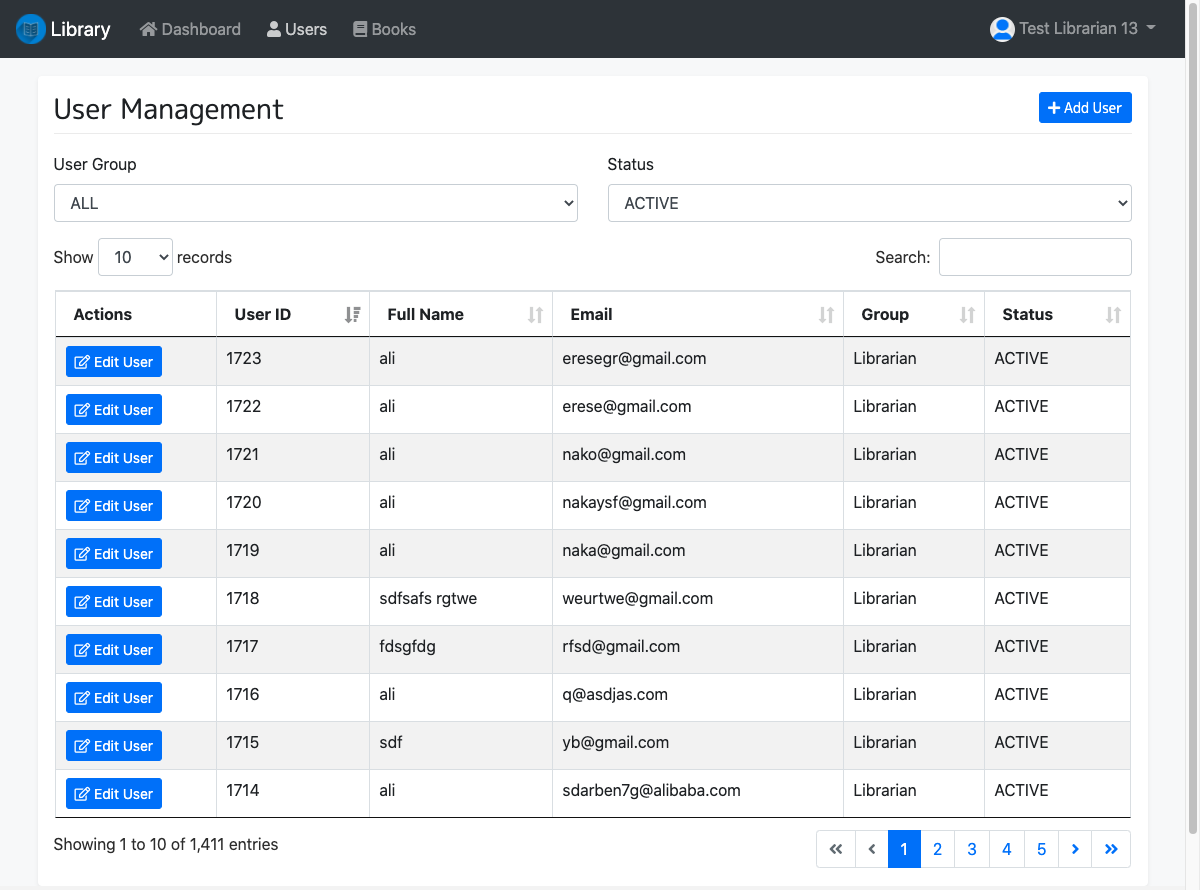 Library Dashboard Users Books Test Librarian 13
User Management + Add User
User Group Status
ALL ACTIVE
Show 10 records Search:
Actions User ID Full Name Email Group Status
Edit User 1723 ali eresegr@gmail.com Librarian ACTIVE
Edit User 1722 ali erese@gmail.com Librarian ACTIVE
Edit User 1721 ali nako@gmail.com Librarian ACTIVE
Edit User 1720 ali nakaysf@gmail.com Librarian ACTIVE
Edit User 1719 ali naka@gmail.com Librarian ACTIVE
Edit User 1718 sdfsafs rgtwe weurtwe@gmail.com Librarian ACTIVE
Edit User 1717 fdsgfdg rfsd@gmail.com Librarian ACTIVE
Edit User 1716 ali q@asdjas.com Librarian ACTIVE
Edit User 1715 sdf yb@gmail.com Librarian ACTIVE
Edit User 1714 ali sdarben7g@alibaba.com Librarian ACTIVE
Showing 1 to 10 of 1,411 entries « ‹ 1 2 3 4 5 › »